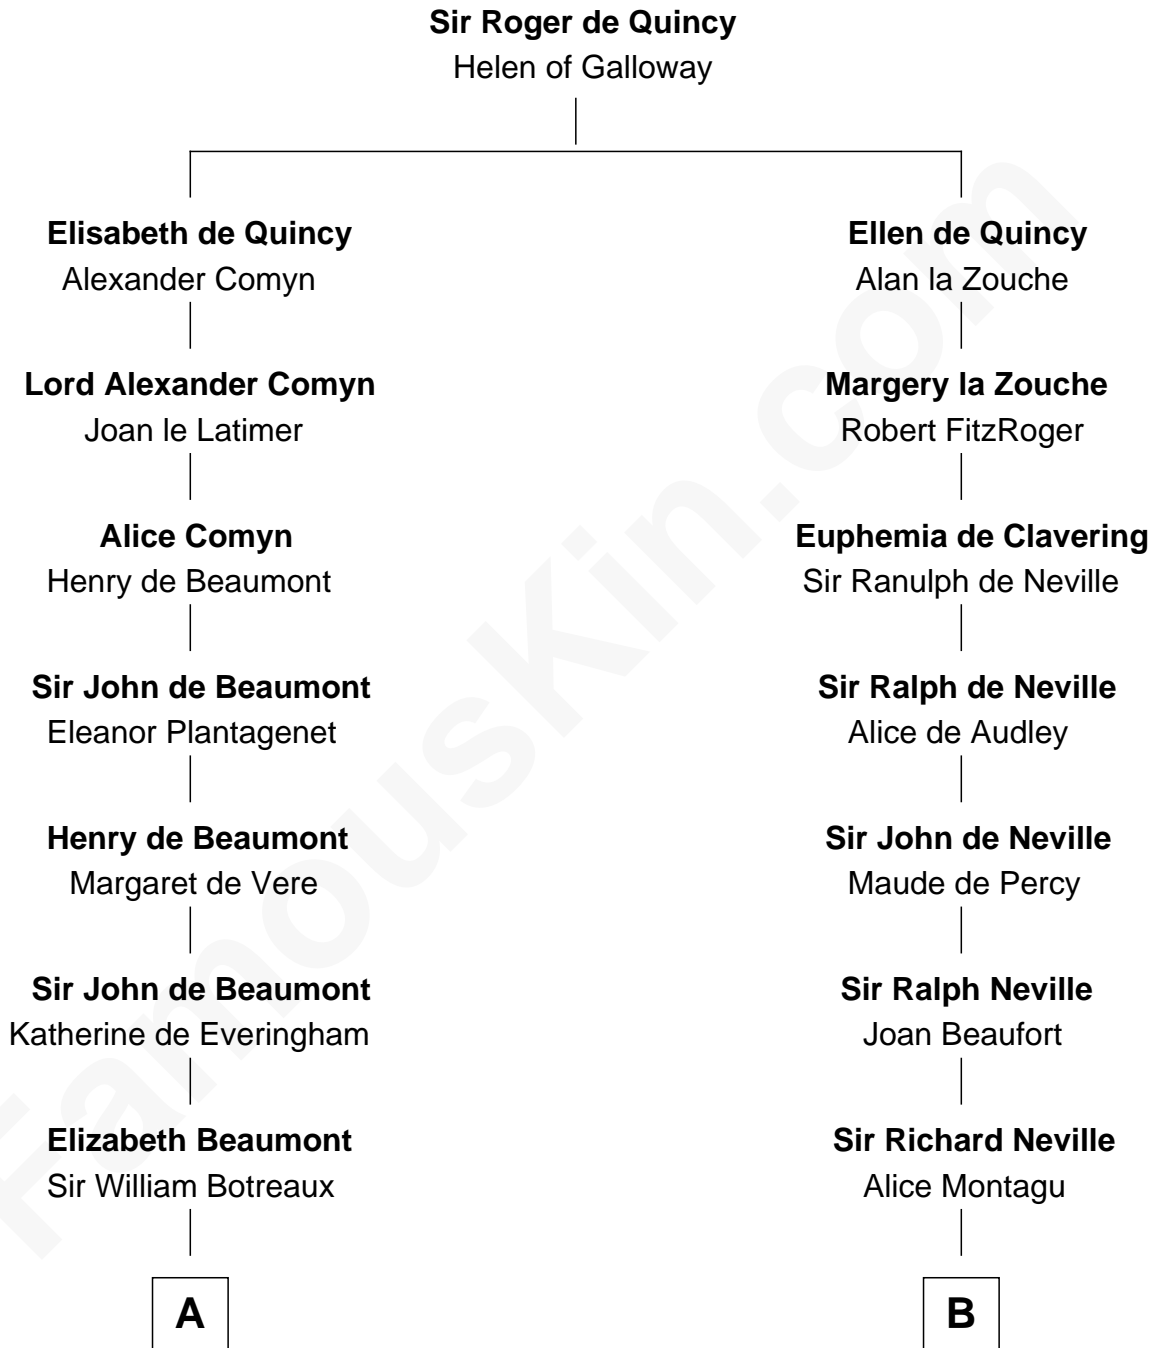 Sir Roger de Quincy
Helen of Galloway
Elisabeth de Quincy
Alexander Comyn
Ellen de Quincy
Alan la Zouche
Lord Alexander Comyn
Joan le Latimer
Margery la Zouche
Robert FitzRoger
Alice Comyn
Henry de Beaumont
Euphemia de Clavering
Sir Ranulph de Neville
Sir John de Beaumont
Eleanor Plantagenet
Sir Ralph de Neville
Alice de Audley
Henry de Beaumont
Margaret de Vere
Sir John de Neville
Maude de Percy
Sir John de Beaumont
Katherine de Everingham
Sir Ralph Neville
Joan Beaufort
Elizabeth Beaumont
Sir William Botreaux
Sir Richard Neville
Alice Montagu
A
B
FamousKin.com